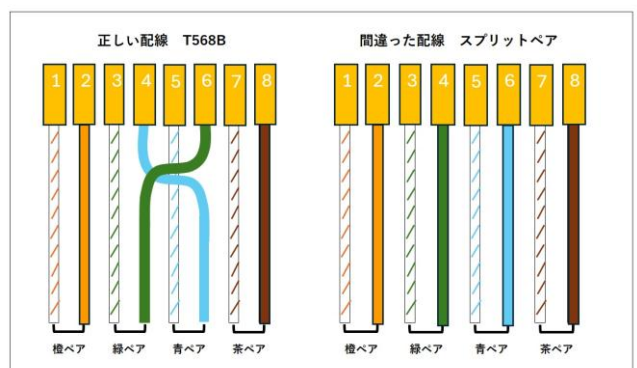 正しい配線 T568B
間違った配線 スプリットペア
1 2 3 4 5 6 7 8
1 2 3 4 5 6 7 8
橙ペア 緑ペア 青ペア 茶ペア
橙ペア 緑ペア 青ペア 茶ペア